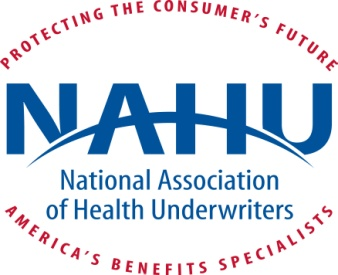 PROTECTING THE CONSUMER'S FUTURE
NAHU
National Association
of Health Underwriters
AMERICA'S BENEFITS SPECIALISTS